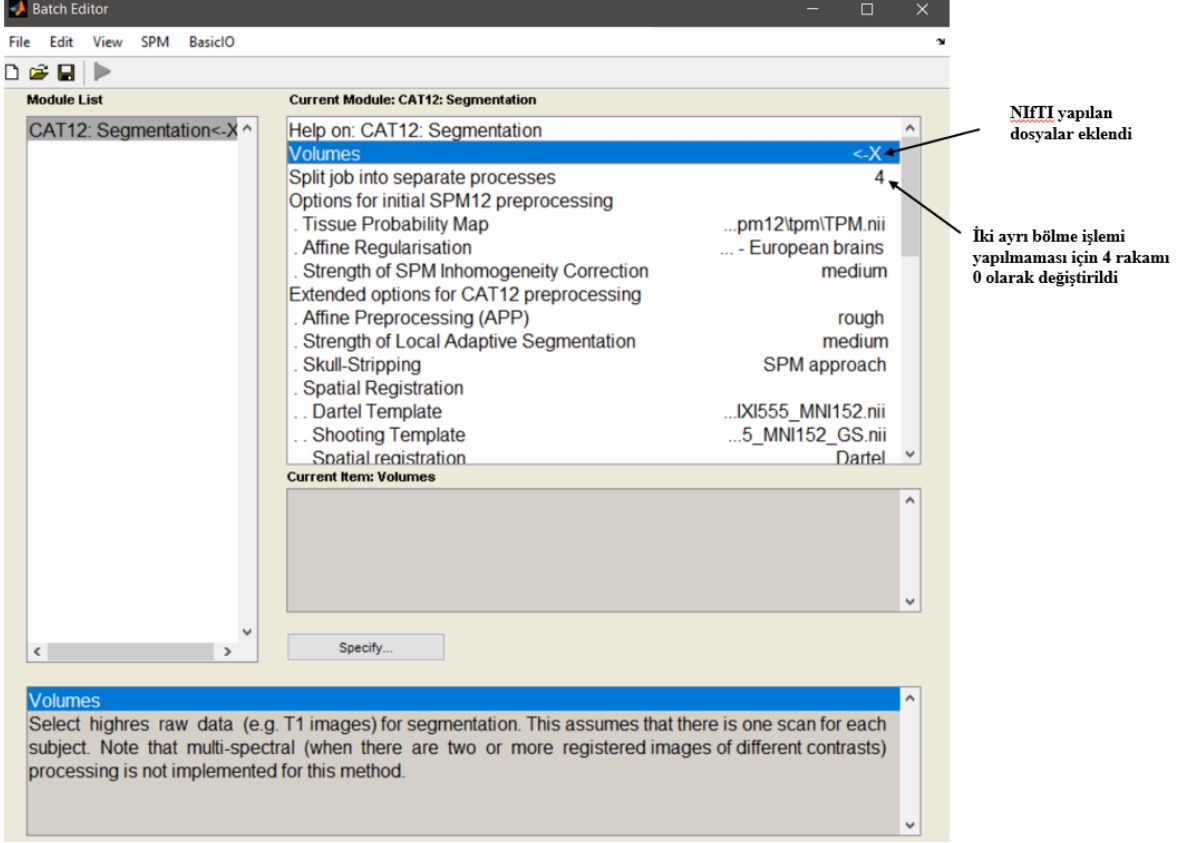 Batch Editor
File Edit View SPM BasicIO
Module List
CAT12: Segmentation<-X
Current Module: CAT12: Segmentation
Help on: CAT12: Segmentation
Volumes <-X
Split job into separate processes 4
Options for initial SPM12 preprocessing
. Tissue Probability Map ...pm12\tpm\TPM.nii
. Affine Regularisation ... - European brains
. Strength of SPM Inhomogeneity Correction medium
Extended options for CAT12 preprocessing
. Affine Preprocessing (APP) rough
. Strength of Local Adaptive Segmentation medium
. Skull-Stripping SPM approach
. Spatial Registration
. . Dartel Template ...IXI555_MNI152.nii
. . Shooting Template ...5_MNI152_GS.nii
Spatial registration Dartel
Current Item: Volumes
Specify...
Volumes
Select highres raw data (e.g. T1 images) for segmentation. This assumes that there is one scan for each
subject. Note that multi-spectral (when there are two or more registered images of different contrasts)
processing is not implemented for this method.
NIfTI yapılan
dosyalar eklendi
İki ayrı bölme işlemi
yapılmaması için 4 rakamı
0 olarak değiştirildi